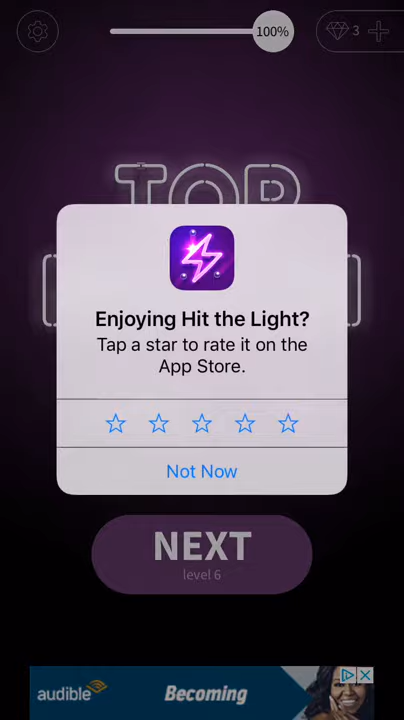 100%
3
TOP
Enjoying Hit the Light?
Tap a star to rate it on the
App Store.
Not Now
NEXT
level 6
audible
Becoming